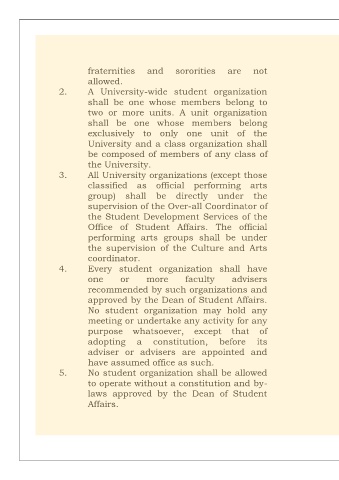 fraternities and sororities are not
allowed.
2. A University-wide student organization
shall be one whose members belong to
two or more units. A unit organization
shall be one whose members belong
exclusively to only one unit of the
University and a class organization shall
be composed of members of any class of
the University.
3. All University organizations (except those
classified as official performing arts
group) shall be directly under the
supervision of the Over-all Coordinator of
the Student Development Services of the
Office of Student Affairs. The official
performing arts groups shall be under
the supervision of the Culture and Arts
coordinator.
4. Every student organization shall have
one or more faculty advisers
recommended by such organizations and
approved by the Dean of Student Affairs.
No student organization may hold any
meeting or undertake any activity for any
purpose whatsoever, except that of
adopting a constitution, before its
adviser or advisers are appointed and
have assumed office as such.
5. No student organization shall be allowed
to operate without a constitution and by-
laws approved by the Dean of Student
Affairs.